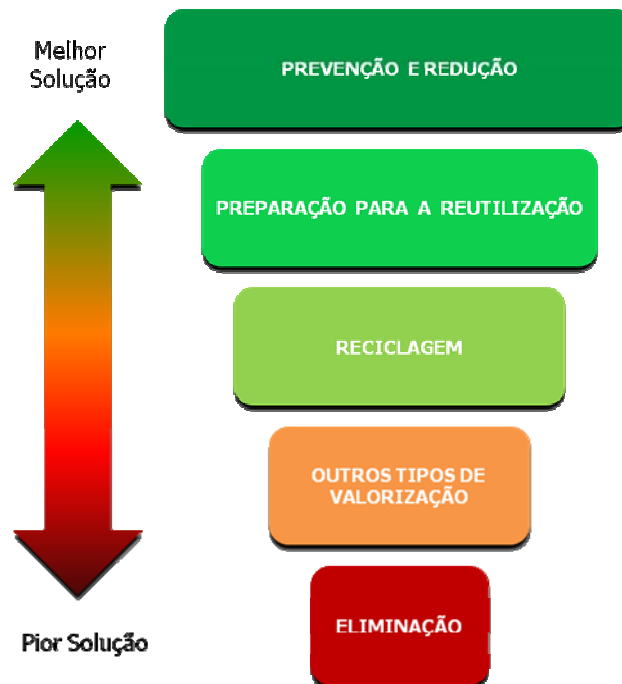 Melhor
Solução
PREVENÇÃO E REDUÇÃO
PREPARAÇÃO PARA A REUTILIZAÇÃO
RECICLAGEM
OUTROS TIPOS DE
VALORIZAÇÃO
ELIMINAÇÃO
Pior Solução